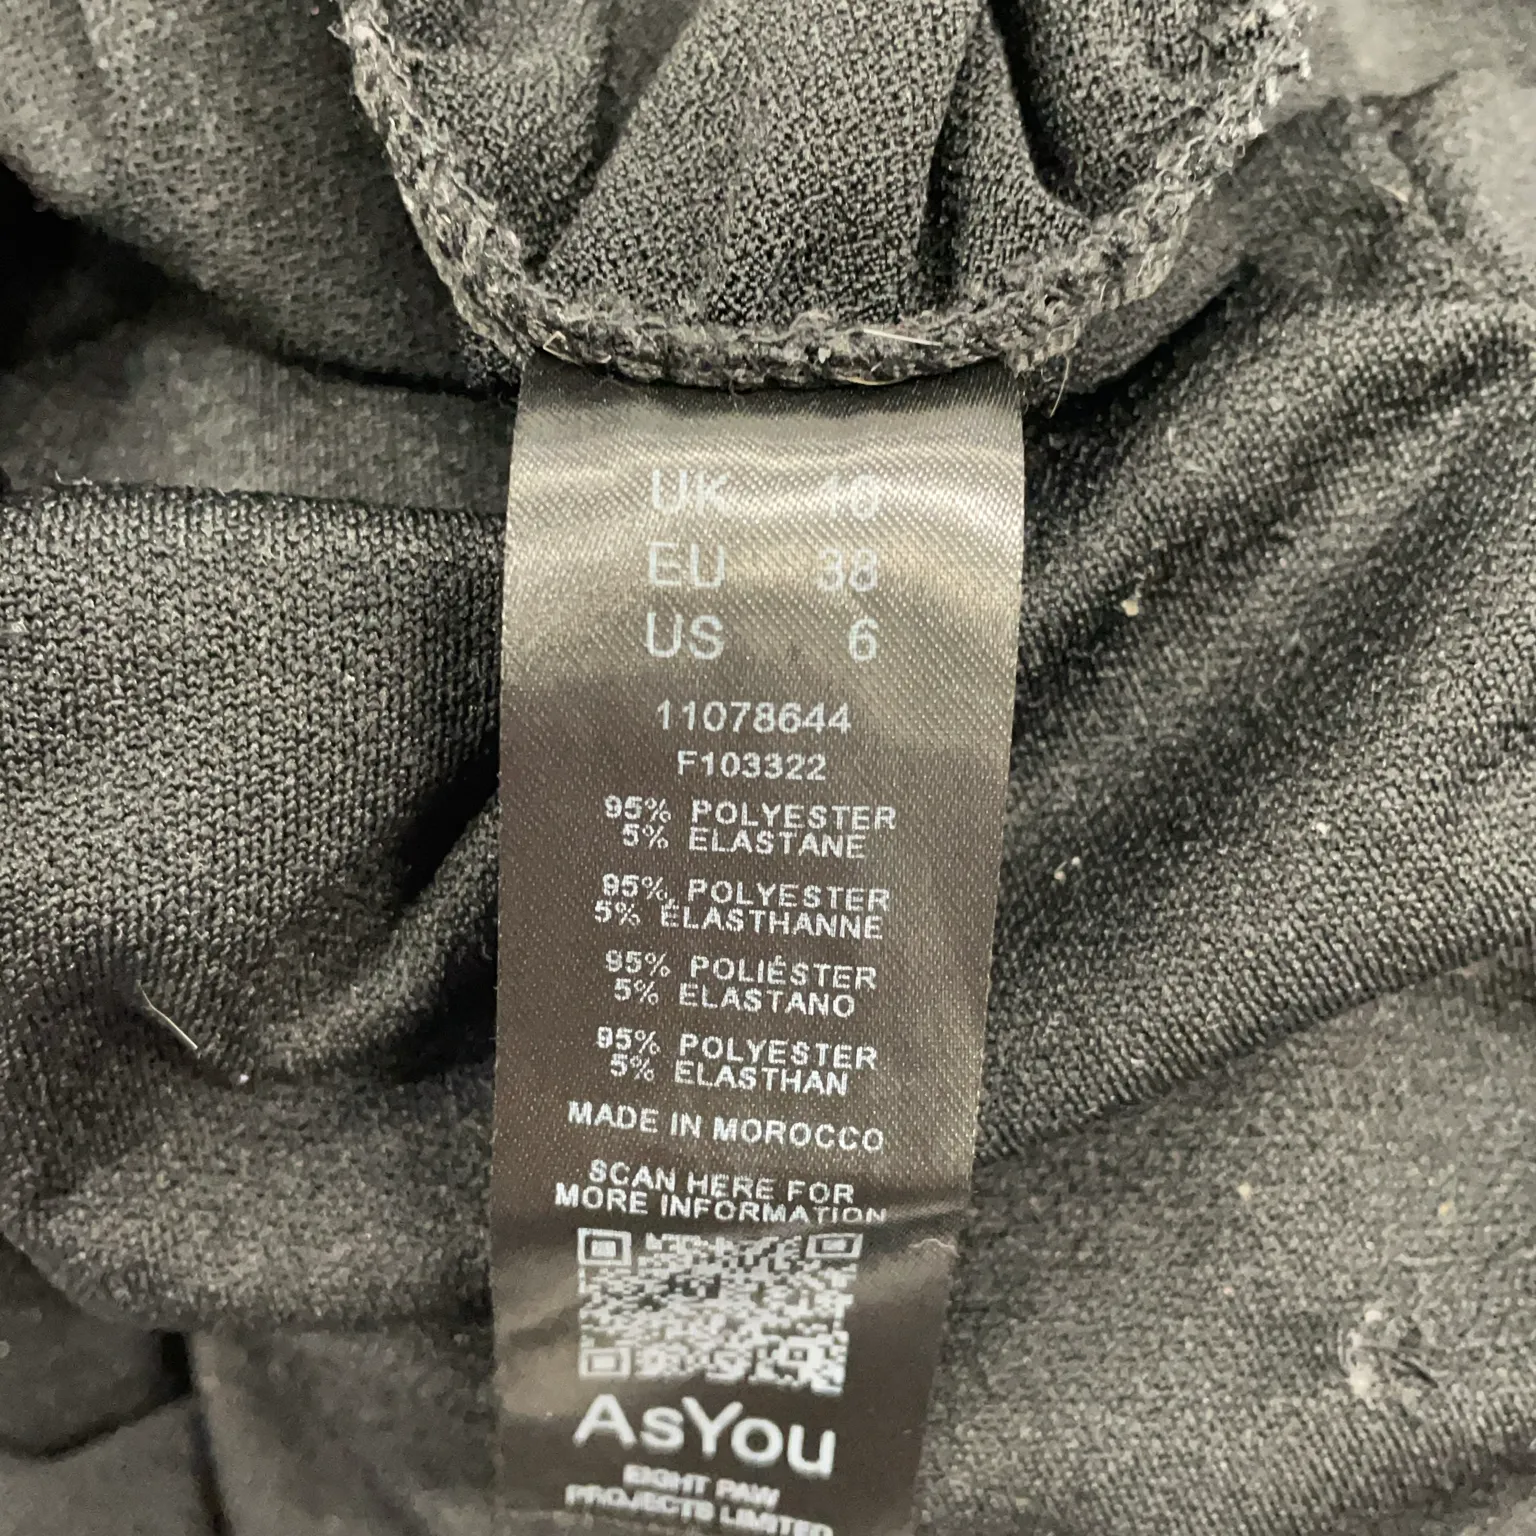 UK 10
EU 38
US 6
11078644
F103322
95% POLYESTER
5% ELASTANE
95% POLYESTER
5% ÉLASTHANNE
95% POLIÉSTER
5% ELASTANO
95% POLYESTER
5% ELASTHAN
MADE IN MOROCCO
SCAN HERE FOR
MORE INFORMATION
ASYOU
EIGHT PAW
PROJECTS LIMITED